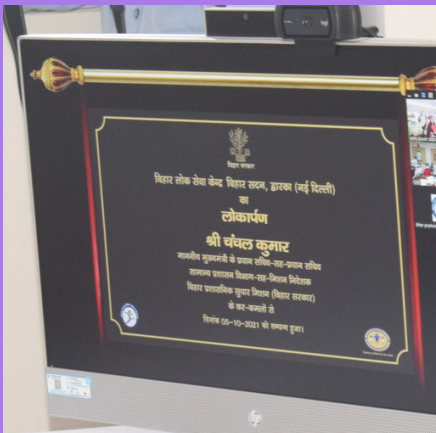 बिहार सरकार
बिहार लोक सेवा केन्द्र बिहार सदन, द्वारका (नई दिल्ली)
का
लोकार्पण
श्री चंचल कुमार
माननीय मुख्यमंत्री के प्रधान सचिव-सह-प्रधान सचिव
सामान्य प्रशासन विभाग-सह-मिशन निदेशक
बिहार प्रशासनिक सुधार मिशन (बिहार सरकार)
के कर-कमलों से
दिनांक 05-10-2021 को सम्पन्न हुआ।
hp